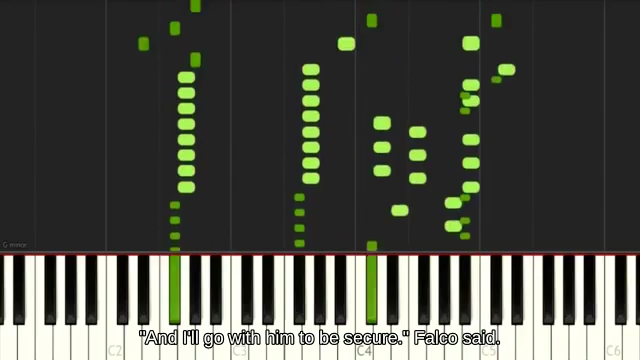 G minor
"And I'll go with him to be secure." Falco said.
C2
C3
C4
C5
C6